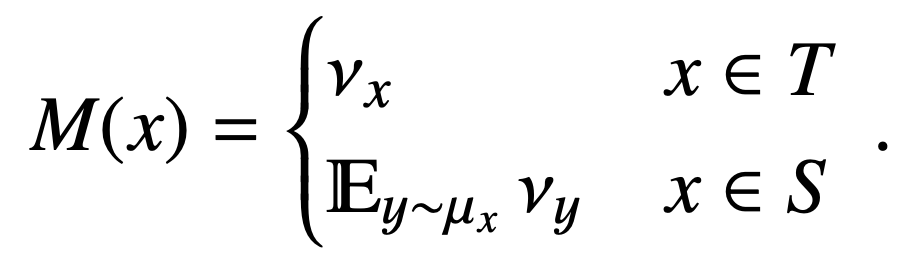 M(x) = { ν_x    x ∈ T
𝔼_{y∼μ_x} ν_y    x ∈ S .